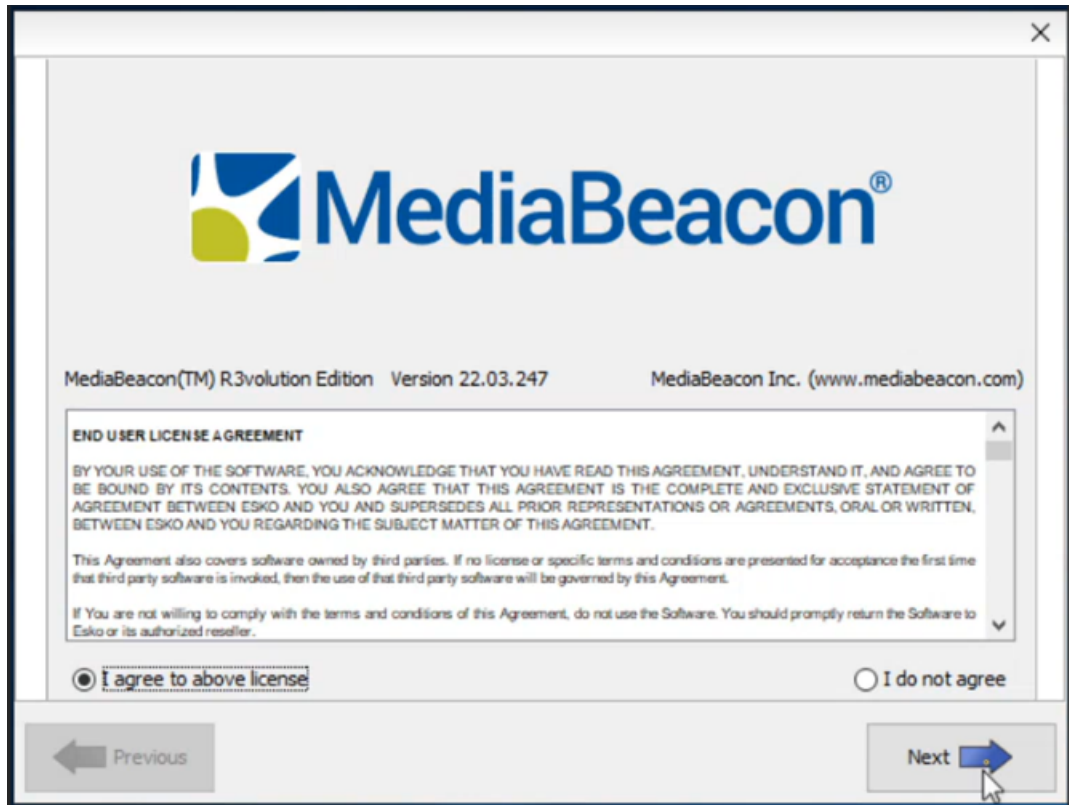 MediaBeacon®
MediaBeacon(TM) R3volution Edition Version 22.03.247 MediaBeacon Inc. (www.mediabeacon.com)
END USER LICENSE AGREEMENT
BY YOUR USE OF THE SOFTWARE, YOU ACKNOWLEDGE THAT YOU HAVE READ THIS AGREEMENT, UNDERSTAND IT, AND AGREE TO
BE BOUND BY ITS CONTENTS. YOU ALSO AGREE THAT THIS AGREEMENT IS THE COMPLETE AND EXCLUSIVE STATEMENT OF
AGREEMENT BETWEEN ESKO AND YOU AND SUPERSEDES ALL PRIOR REPRESENTATIONS OR AGREEMENTS, ORAL OR WRITTEN,
BETWEEN ESKO AND YOU REGARDING THE SUBJECT MATTER OF THIS AGREEMENT.
This Agreement also covers software owned by third parties. If no license or specific terms and conditions are presented for acceptance the first time
that third party software is invoked, then the use of that third party software will be governed by this Agreement.
If You are not willing to comply with the terms and conditions of this Agreement, do not use the Software. You should promptly return the Software to
Esko or its authorized reseller.
I agree to above license I do not agree
Previous Next